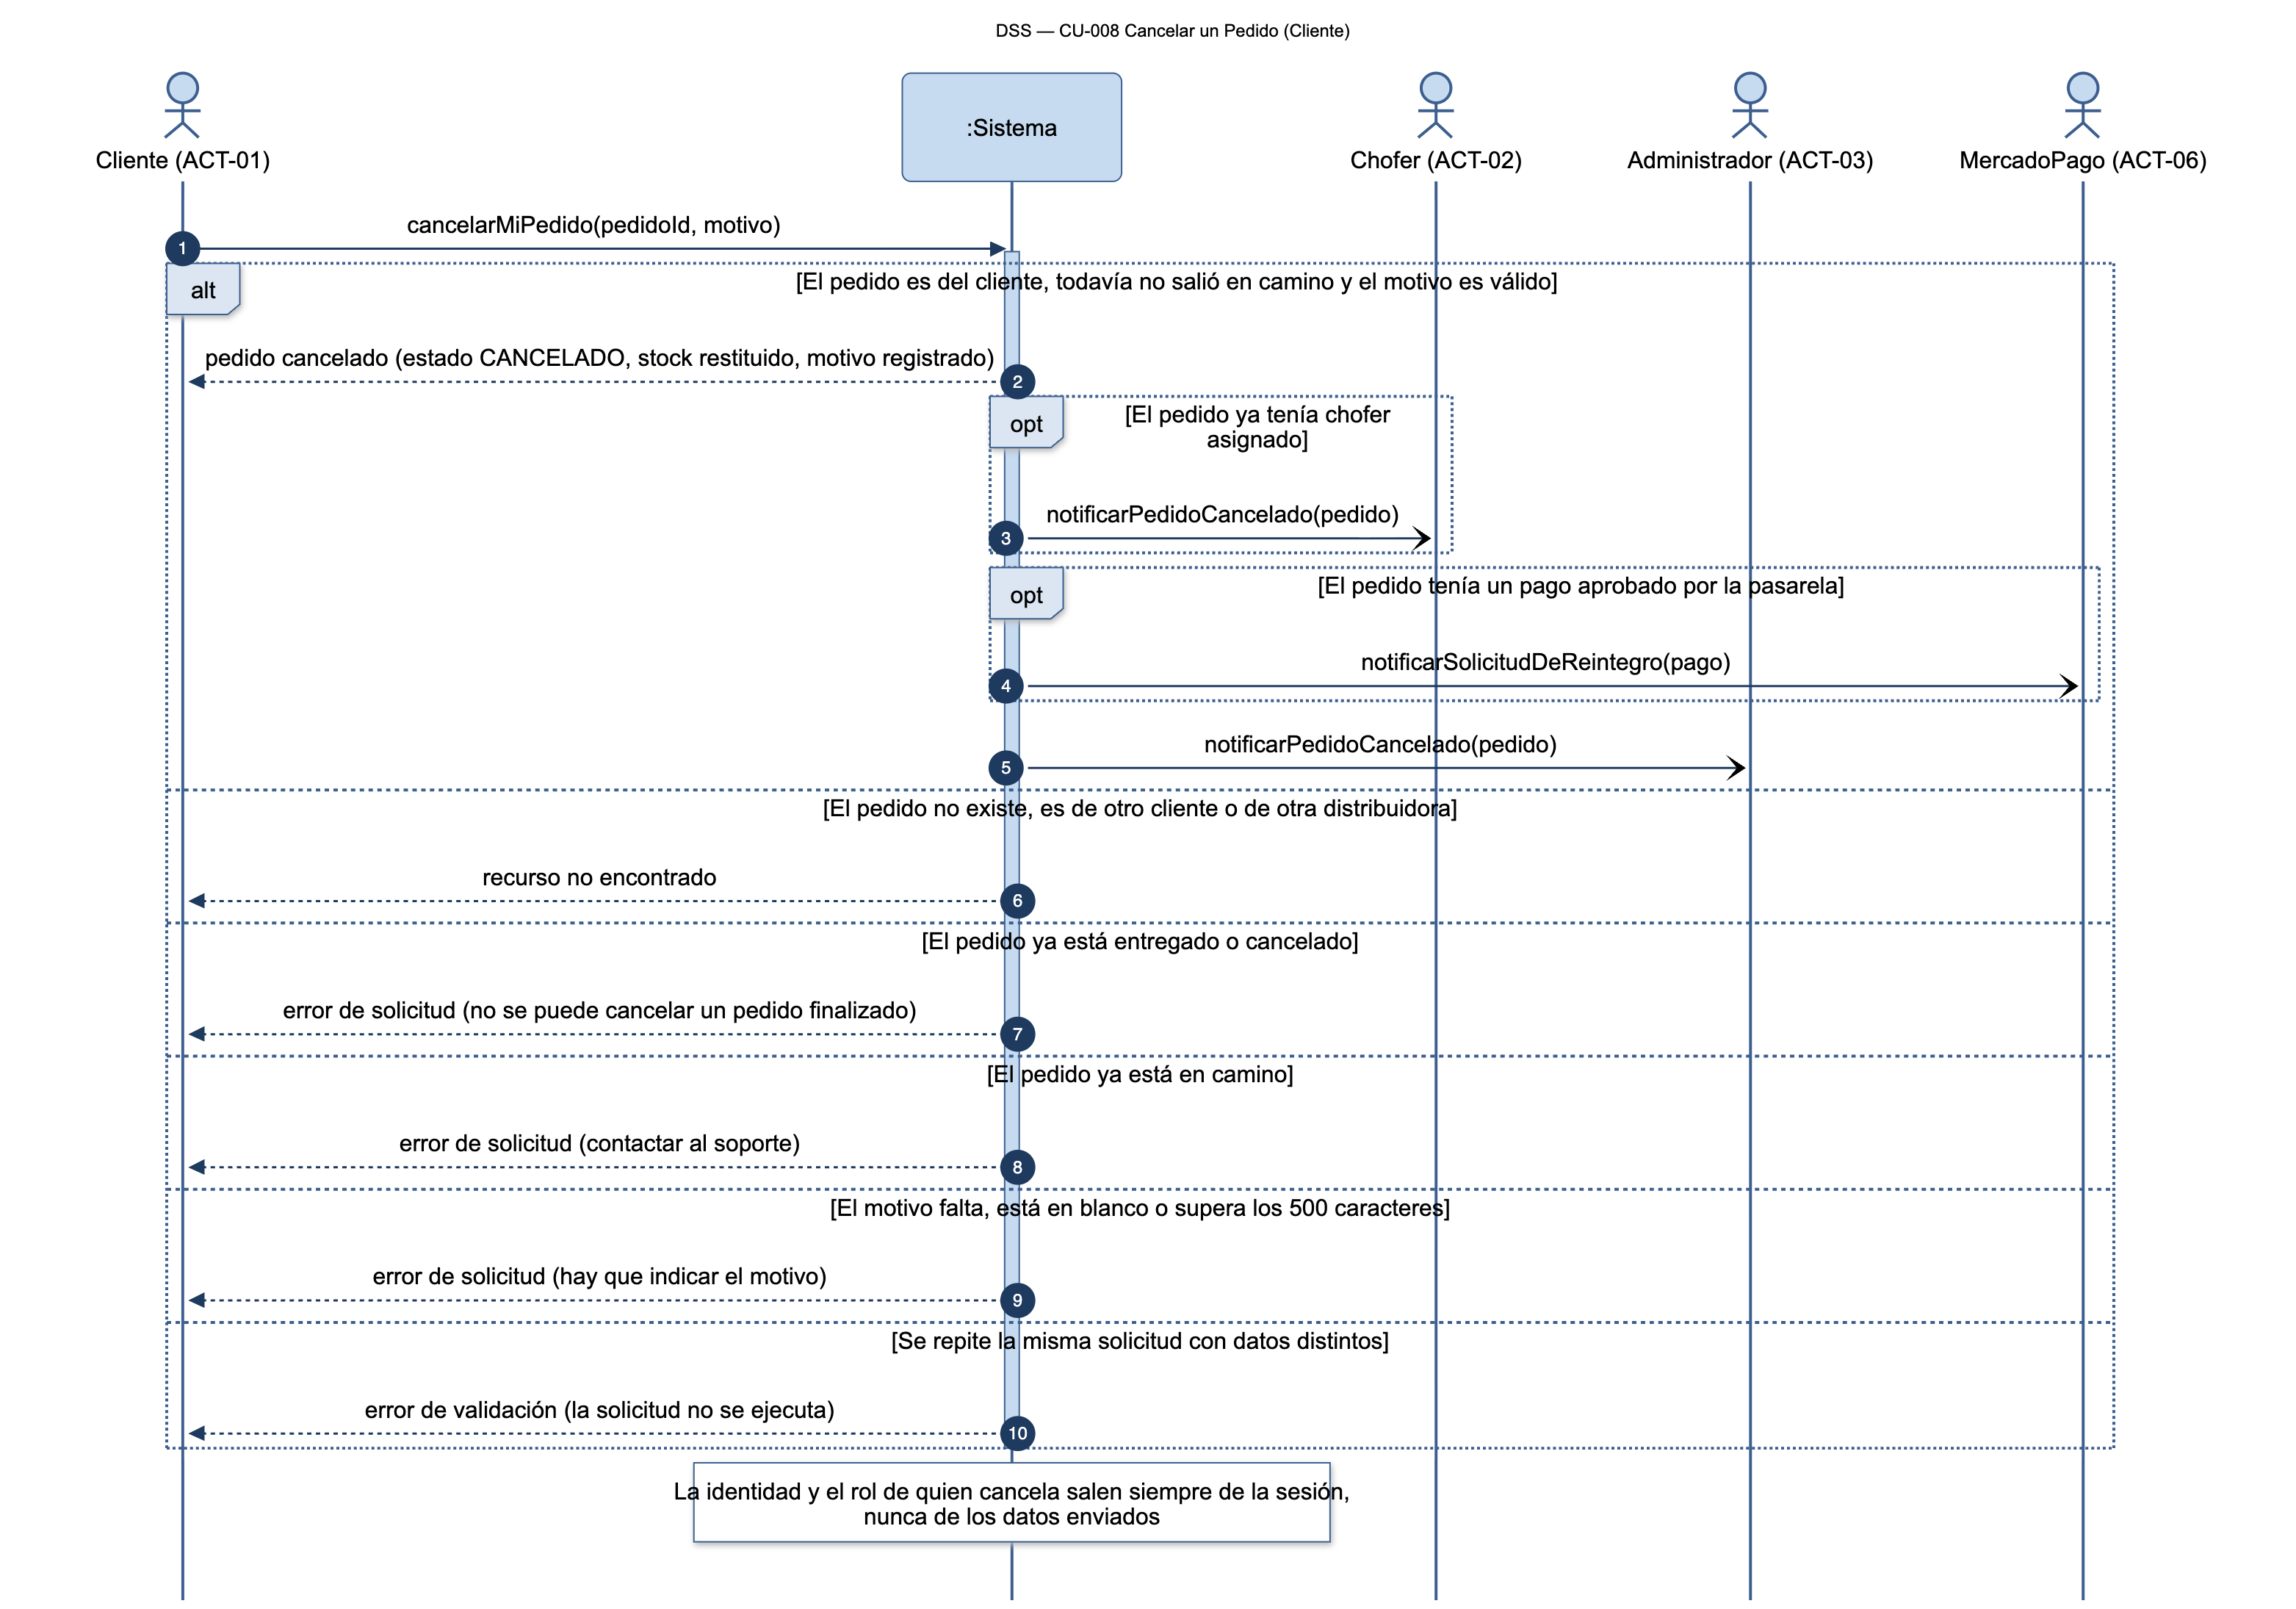 DSS — CU-008 Cancelar un Pedido (Cliente)
Cliente (ACT-01)
:Sistema
Chofer (ACT-02)
Administrador (ACT-03)
MercadoPago (ACT-06)
cancelarMiPedido(pedidoId, motivo)
1
alt
[El pedido es del cliente, todavía no salió en camino y el motivo es válido]
pedido cancelado (estado CANCELADO, stock restituido, motivo registrado)
2
opt
[El pedido ya tenía chofer
asignado]
notificarPedidoCancelado(pedido)
3
opt
[El pedido tenía un pago aprobado por la pasarela]
notificarSolicitudDeReintegro(pago)
4
notificarPedidoCancelado(pedido)
5
[El pedido no existe, es de otro cliente o de otra distribuidora]
recurso no encontrado
6
[El pedido ya está entregado o cancelado]
error de solicitud (no se puede cancelar un pedido finalizado)
7
[El pedido ya está en camino]
error de solicitud (contactar al soporte)
8
[El motivo falta, está en blanco o supera los 500 caracteres]
error de solicitud (hay que indicar el motivo)
9
[Se repite la misma solicitud con datos distintos]
error de validación (la solicitud no se ejecuta)
10
La identidad y el rol de quien cancela salen siempre de la sesión,
nunca de los datos enviados